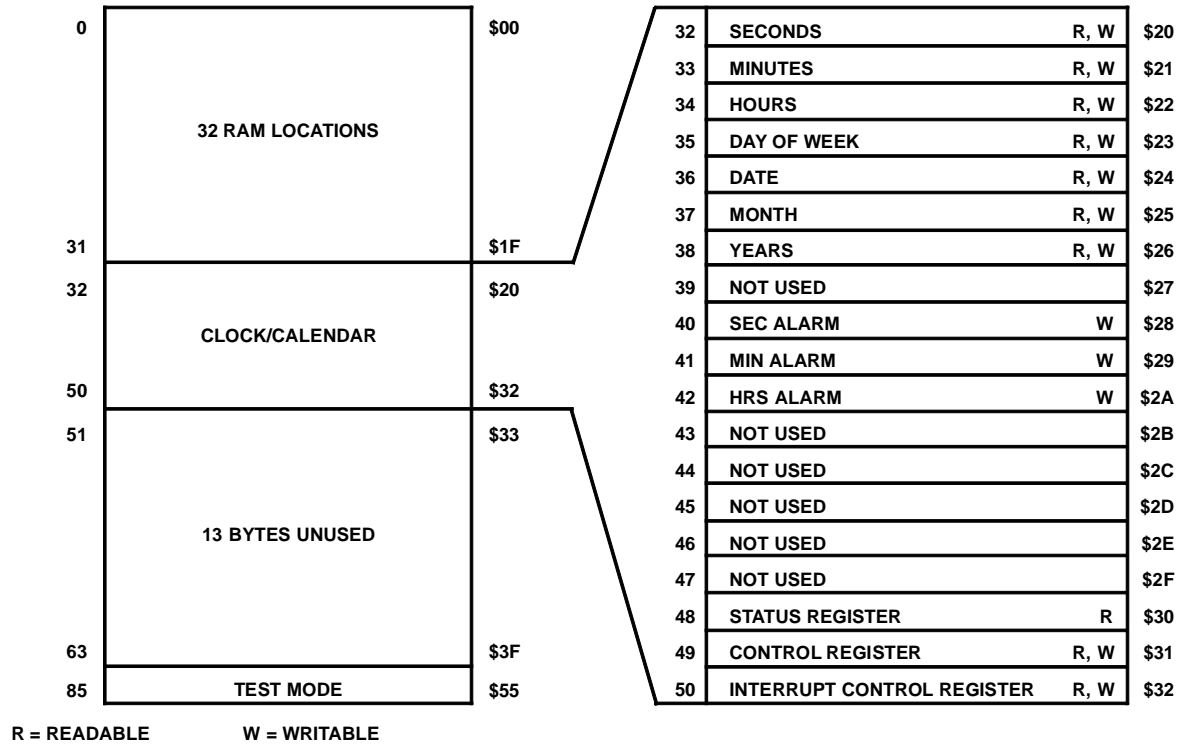 0 $00
32 RAM LOCATIONS
31 $1F
32 $20
CLOCK/CALENDAR
50 $32
51 $33
13 BYTES UNUSED
63 $3F
85 TEST MODE $55
32 SECONDS R, W $20
33 MINUTES R, W $21
34 HOURS R, W $22
35 DAY OF WEEK R, W $23
36 DATE R, W $24
37 MONTH R, W $25
38 YEARS R, W $26
39 NOT USED $27
40 SEC ALARM W $28
41 MIN ALARM W $29
42 HRS ALARM W $2A
43 NOT USED $2B
44 NOT USED $2C
45 NOT USED $2D
46 NOT USED $2E
47 NOT USED $2F
48 STATUS REGISTER R $30
49 CONTROL REGISTER R, W $31
50 INTERRUPT CONTROL REGISTER R, W $32
R = READABLE W = WRITABLE